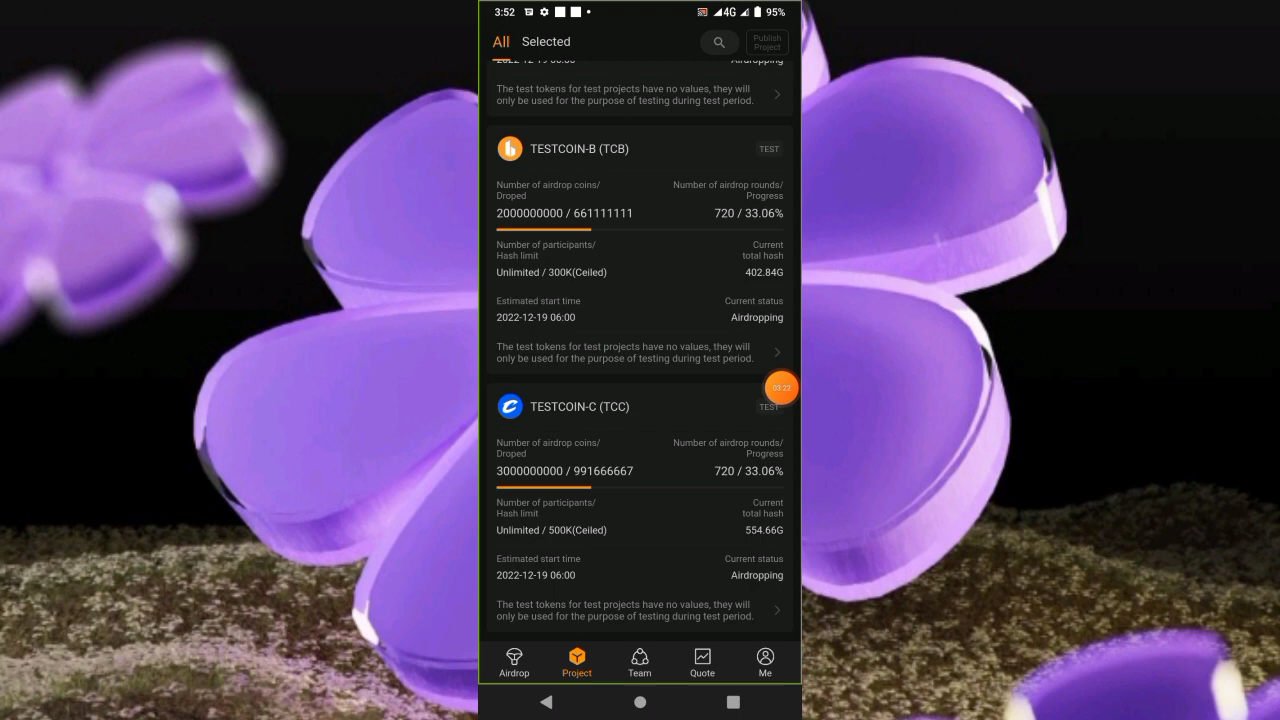 3:52
4G
95%
All
Selected
Publish
Project
2022-12-19 06:00
Airdropping
The test tokens for test projects have no values, they will
only be used for the purpose of testing during test period.
TESTCOIN-B (TCB)
TEST
Number of airdrop coins/
Droped
Number of airdrop rounds/
Progress
2000000000 / 661111111
720 / 33.06%
Number of participants/
Hash limit
Current
total hash
Unlimited / 300K(Ceiled)
402.84G
Estimated start time
Current status
2022-12-19 06:00
Airdropping
The test tokens for test projects have no values, they will
only be used for the purpose of testing during test period.
03:22
TESTCOIN-C (TCC)
TEST
Number of airdrop coins/
Droped
Number of airdrop rounds/
Progress
3000000000 / 991666667
720 / 33.06%
Number of participants/
Hash limit
Current
total hash
Unlimited / 500K(Ceiled)
554.66G
Estimated start time
Current status
2022-12-19 06:00
Airdropping
The test tokens for test projects have no values, they will
only be used for the purpose of testing during test period.
Airdrop
Project
Team
Quote
Me